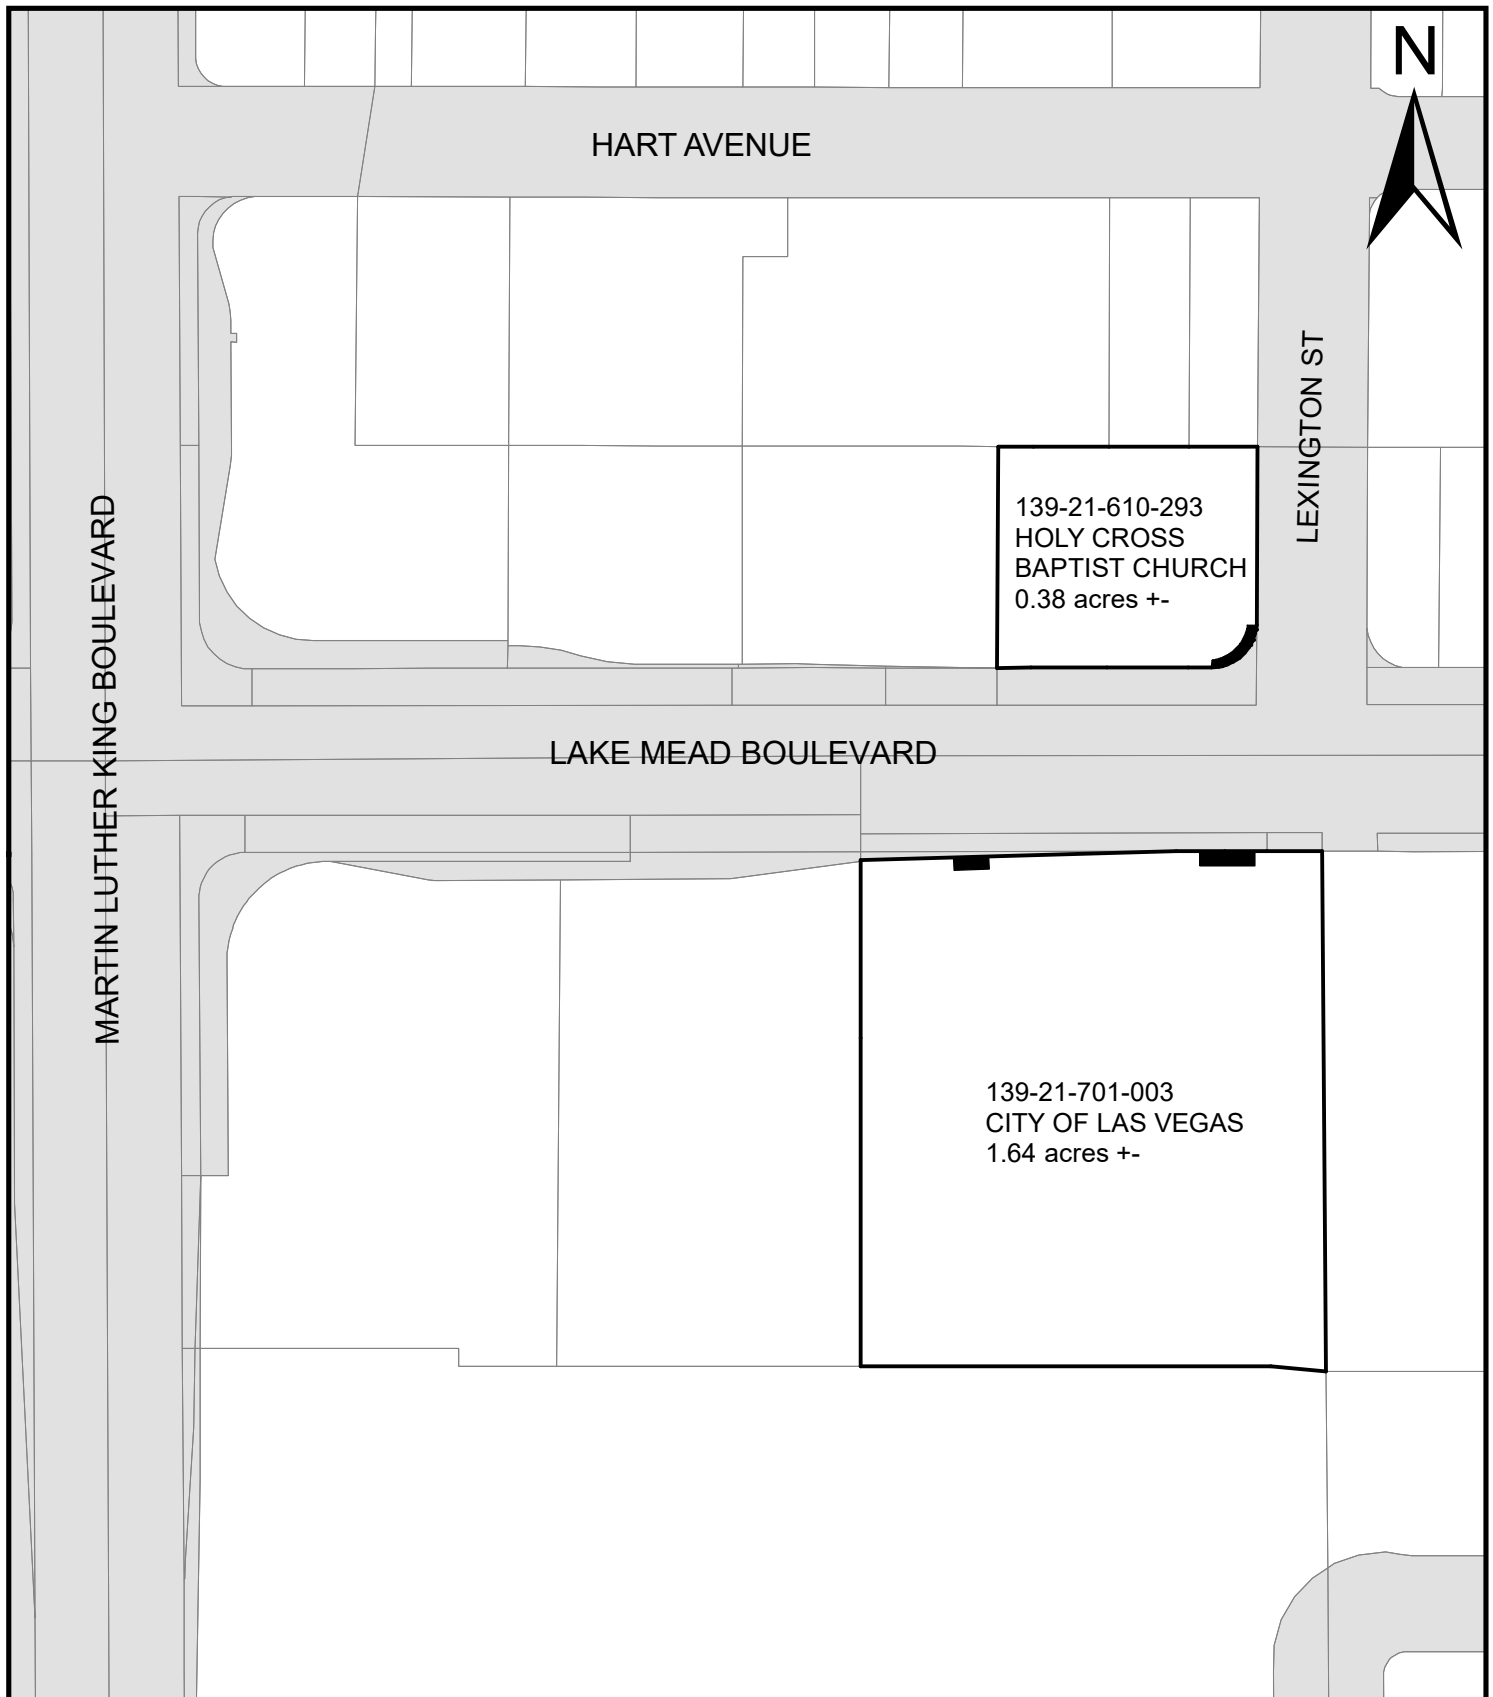 N
HART AVENUE
LEXINGTON ST
139-21-610-293
HOLY CROSS
BAPTIST CHURCH
0.38 acres +-
MARTIN LUTHER KING BOULEVARD
LAKE MEAD BOULEVARD
139-21-701-003
CITY OF LAS VEGAS
1.64 acres +-